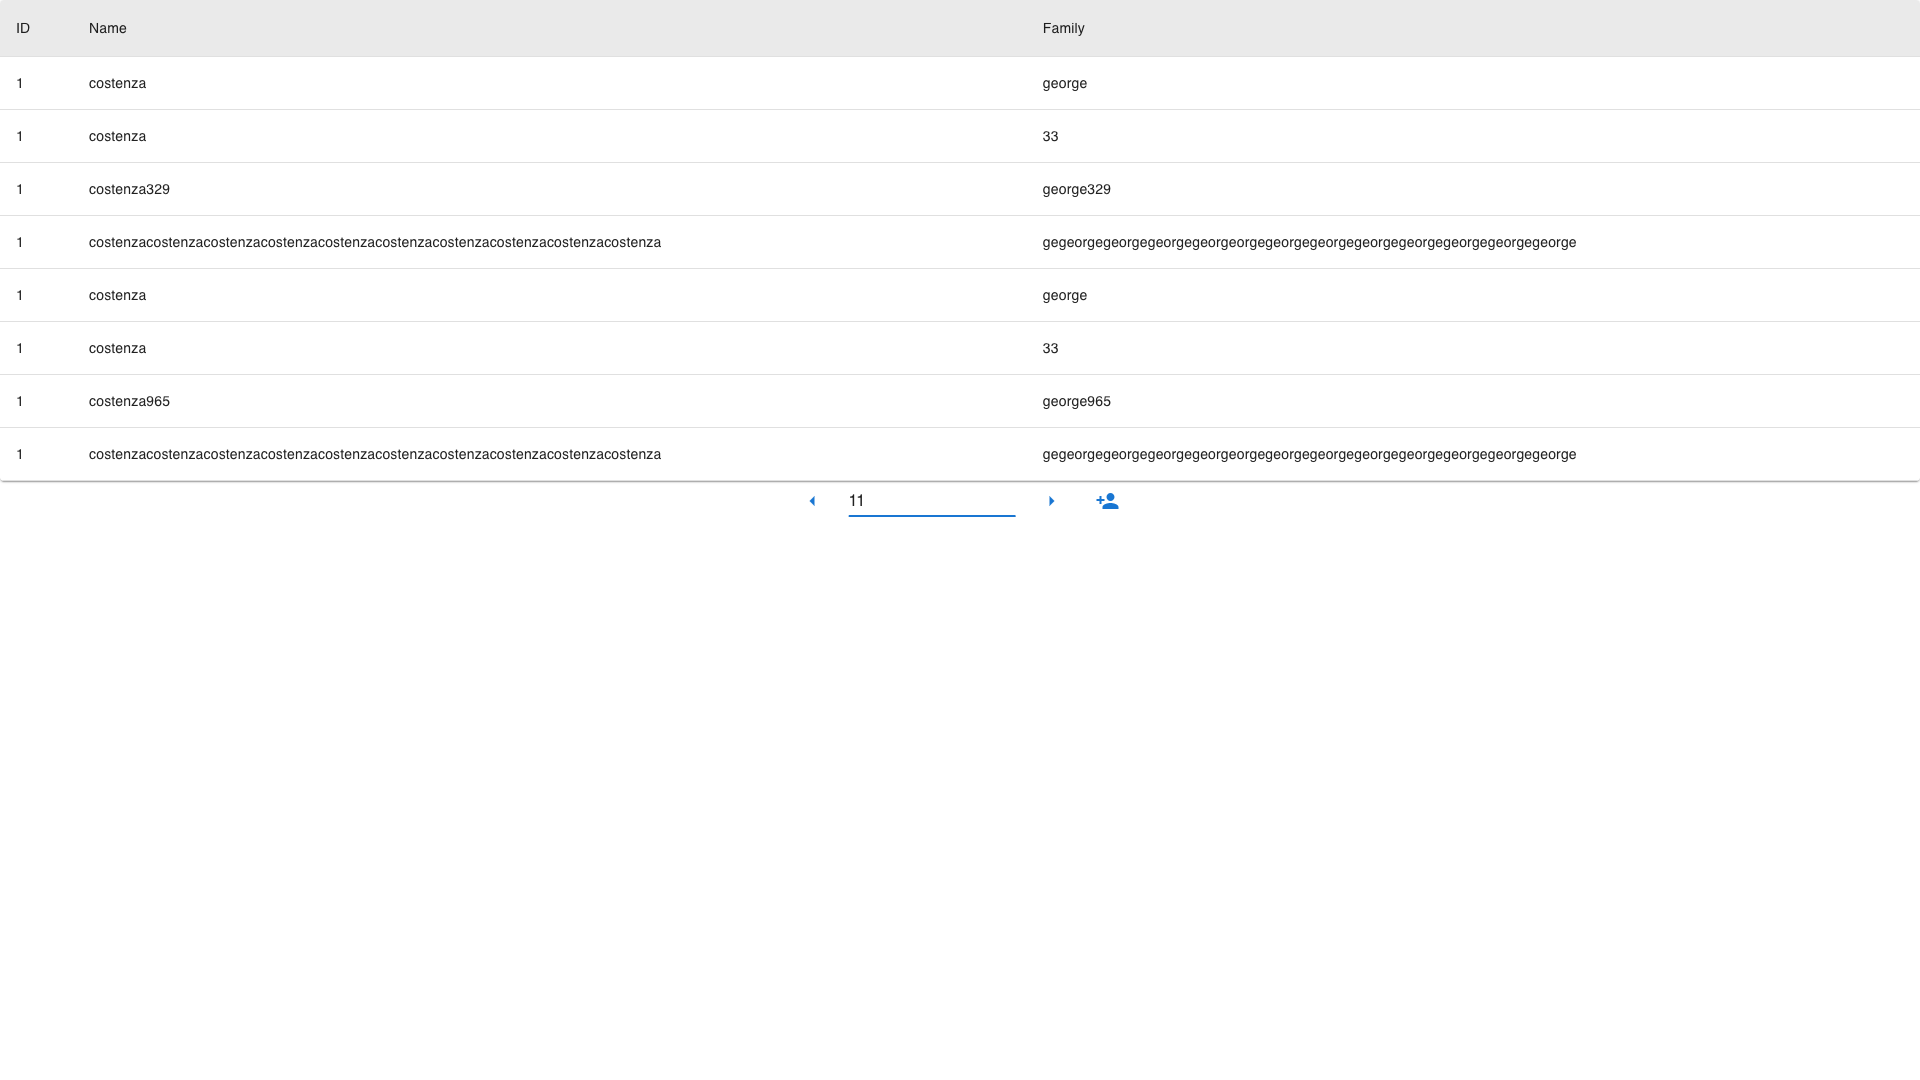 ID Name Family
1 costenza george
1 costenza 33
1 costenza329 george329
1 costenzacostenzacostenzacostenzacostenzacostenzacostenzacostenzacostenzacostenza gegeorgegeorgegeorgegeorgeorgegeorgegeorgegeorgegeorgegeorgegeorgegeorge
1 costenza george
1 costenza 33
1 costenza965 george965
1 costenzacostenzacostenzacostenzacostenzacostenzacostenzacostenzacostenzacostenza gegeorgegeorgegeorgegeorgeorgegeorgegeorgegeorgegeorgegeorgegeorgegeorge
11